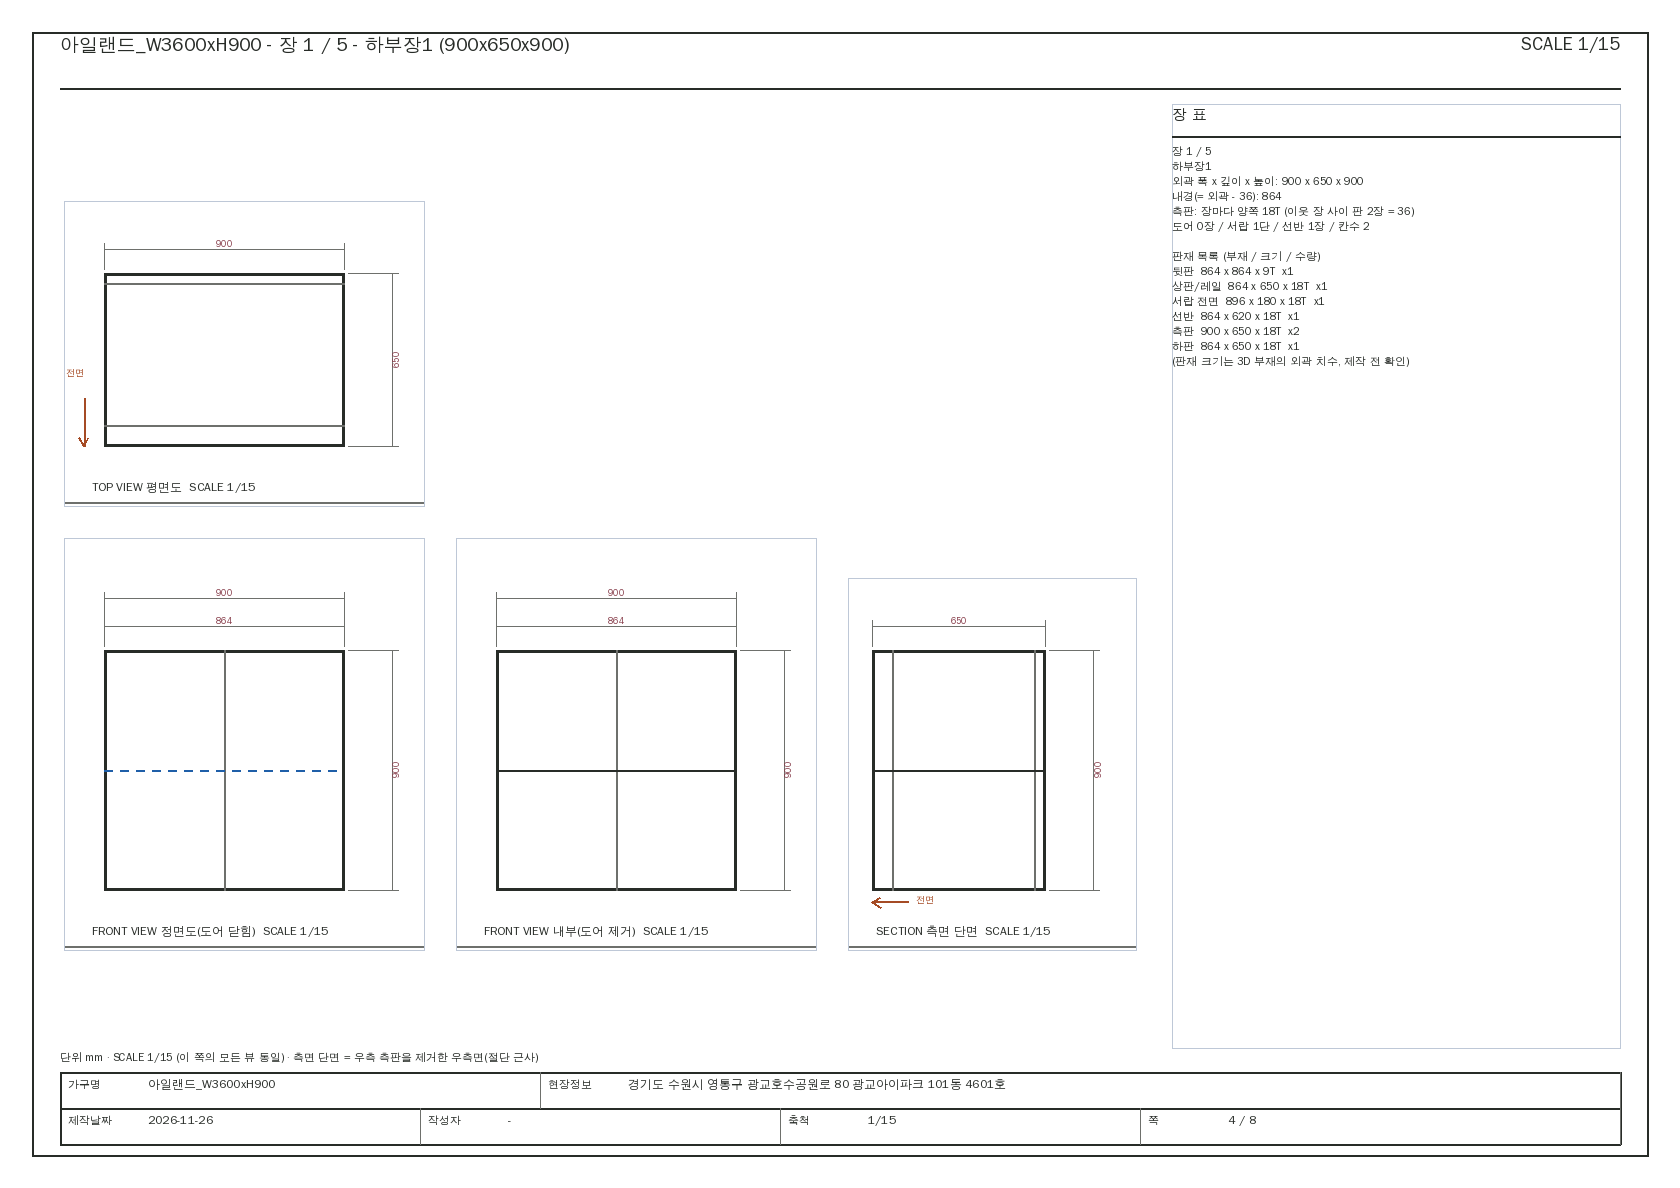 아일랜드_W3600xH900 - 장 1 / 5 - 하부장1 (900x650x900)
SCALE 1/15
장 표
장 1 / 5
하부장1
외곽 폭 x 깊이 x 높이: 900 x 650 x 900
내경(= 외곽 - 36): 864
측판: 장마다 양쪽 18T (이웃 장 사이 판 2장 = 36)
도어 0장 / 서랍 1단 / 선반 1장 / 칸수 2
판재 목록 (부재 / 크기 / 수량)
뒷판 864 x 864 x 9T x1
상판/레일 864 x 650 x 18T x1
서랍 전면 896 x 180 x 18T x1
선반 864 x 620 x 18T x1
측판 900 x 650 x 18T x2
하판 864 x 650 x 18T x1
(판재 크기는 3D 부재의 외곽 치수, 제작 전 확인)
900
650
전면
TOP VIEW 평면도 SCALE 1/15
900
864
900
FRONT VIEW 정면도(도어 닫힘) SCALE 1/15
900
864
900
FRONT VIEW 내부(도어 제거) SCALE 1/15
650
900
전면
SECTION 측면 단면 SCALE 1/15
단위 mm · SCALE 1/15 (이 쪽의 모든 뷰 통일) · 측면 단면 = 우측 측판을 제거한 우측면(절단 근사)
가구명 아일랜드_W3600xH900 현장정보 경기도 수원시 영통구 광교호수공원로 80 광교아이파크 101동 4601호
제작날짜 2026-11-26 작성자 - 축척 1/15 쪽 4 / 8